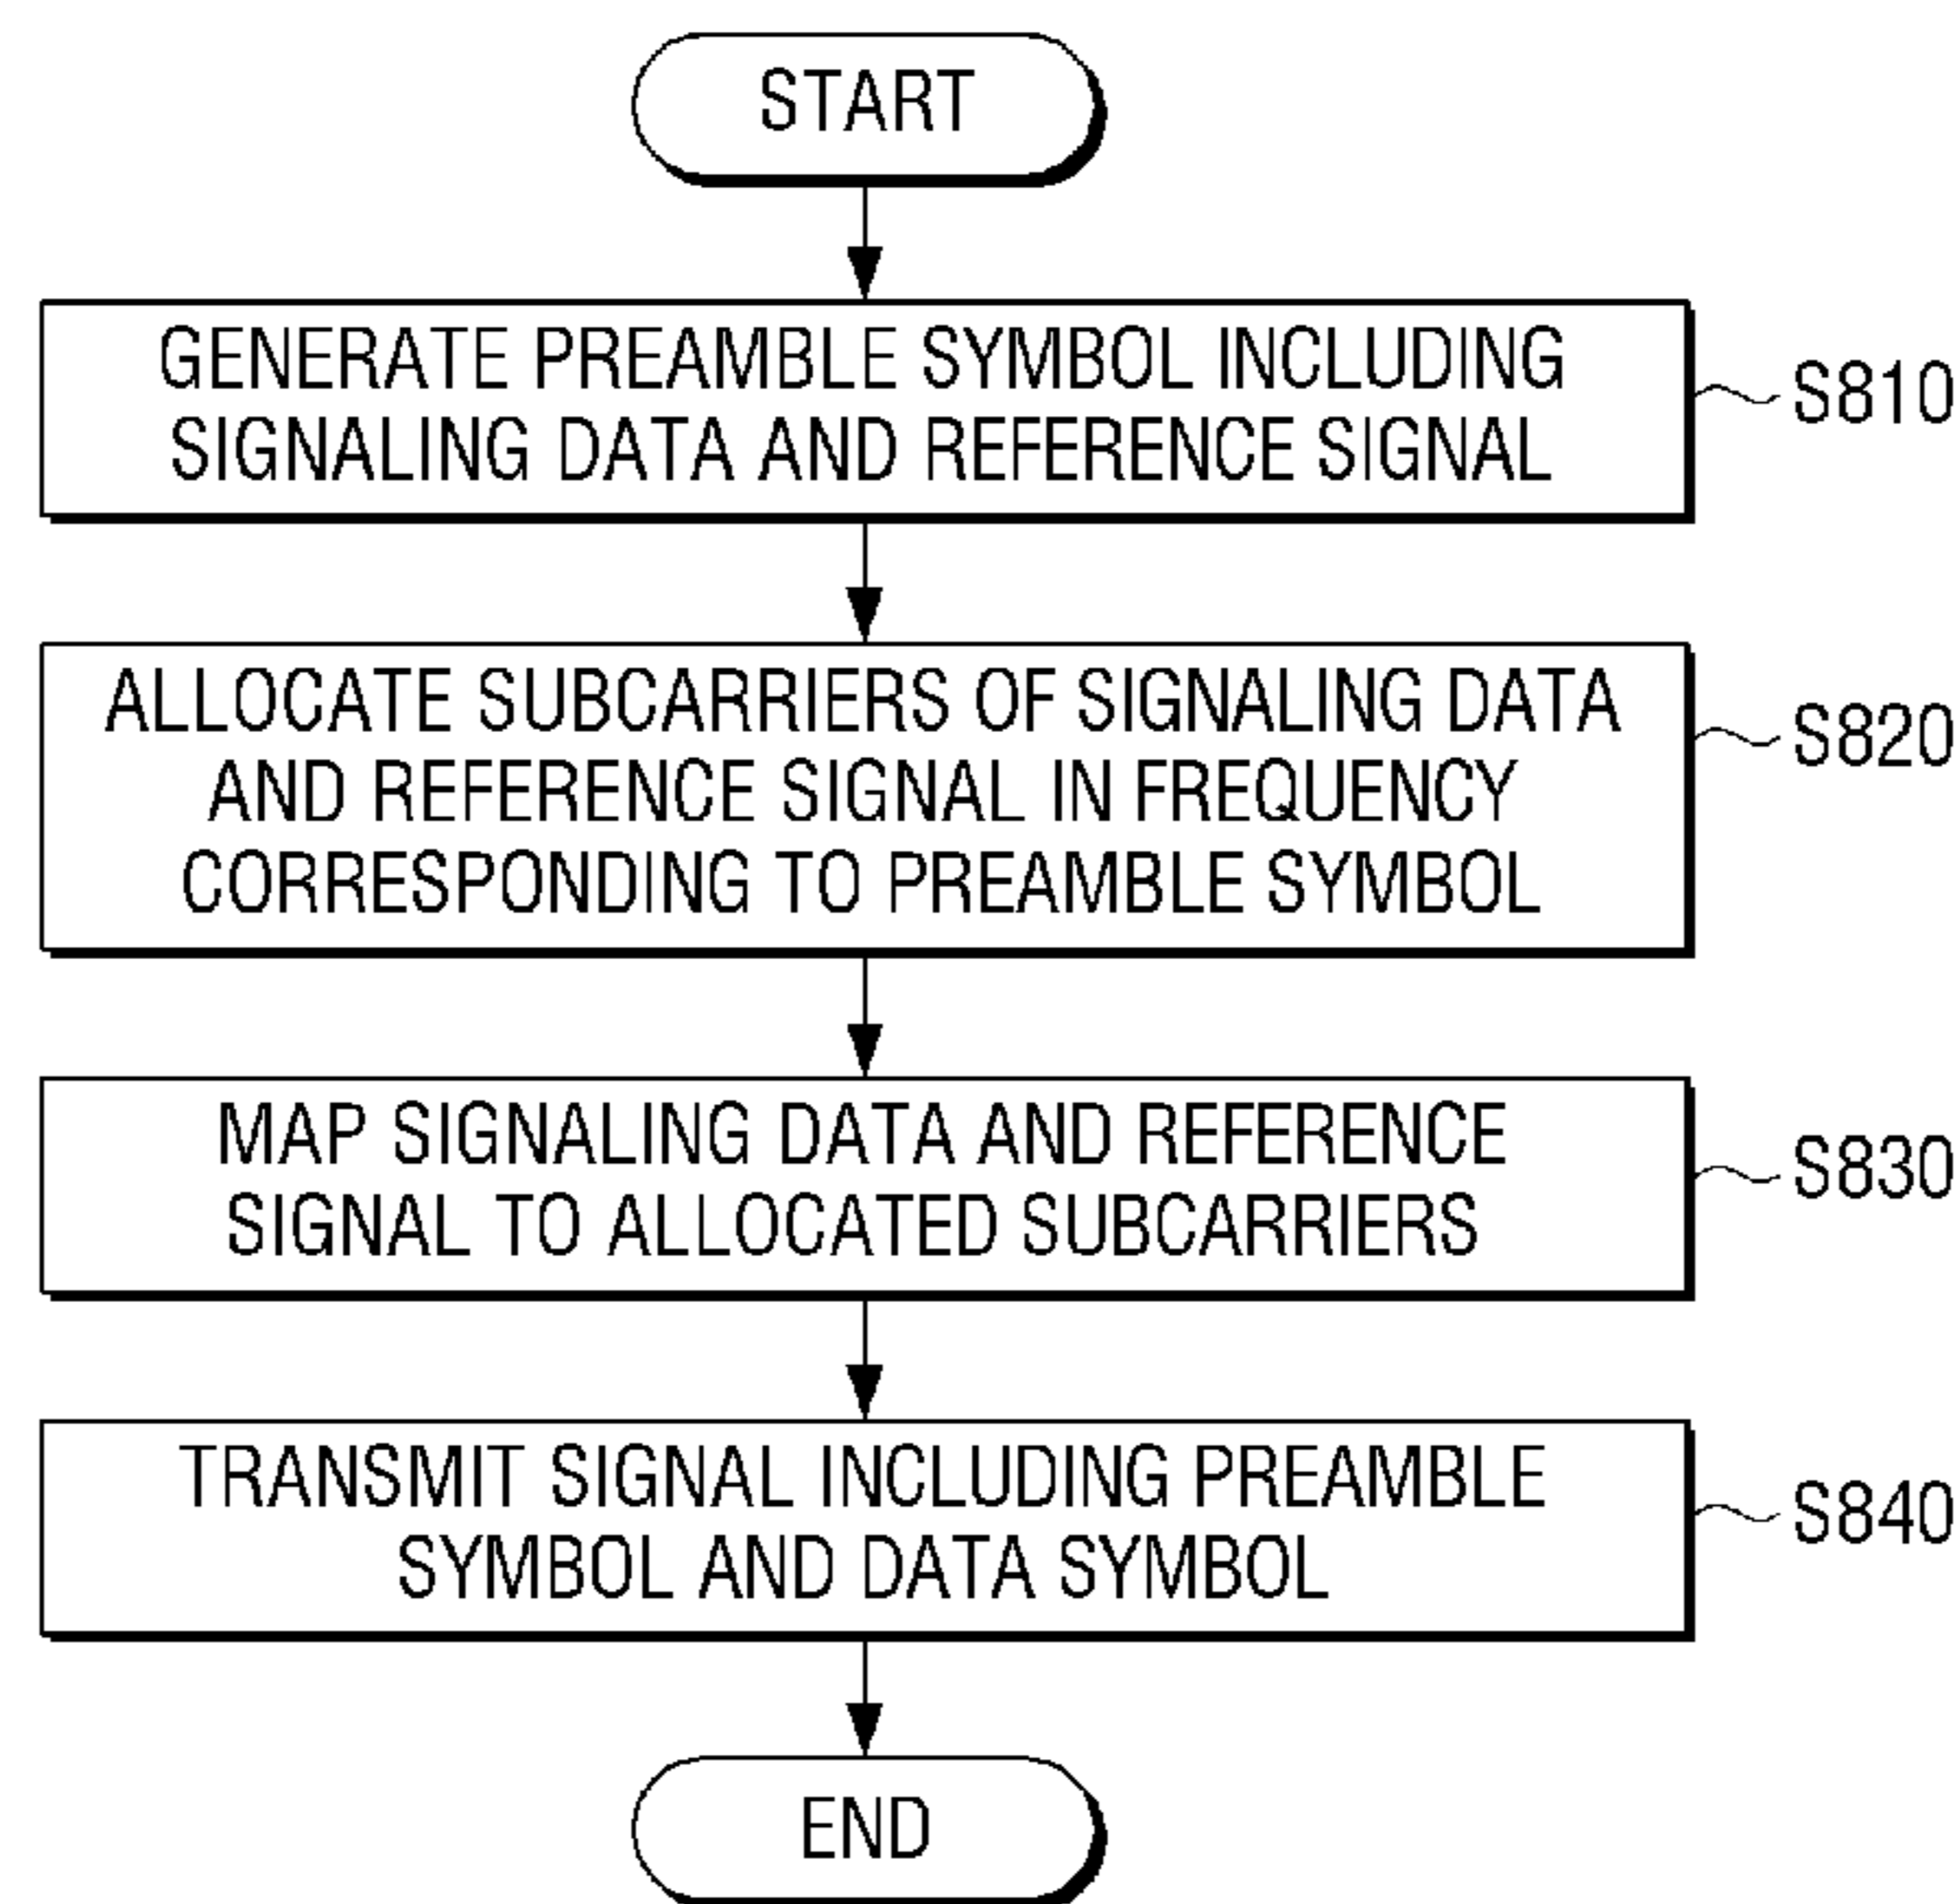 START
GENERATE PREAMBLE SYMBOL INCLUDING
SIGNALING DATA AND REFERENCE SIGNAL
S810
ALLOCATE SUBCARRIERS OF SIGNALING DATA
AND REFERENCE SIGNAL IN FREQUENCY
CORRESPONDING TO PREAMBLE SYMBOL
S820
MAP SIGNALING DATA AND REFERENCE
SIGNAL TO ALLOCATED SUBCARRIERS
S830
TRANSMIT SIGNAL INCLUDING PREAMBLE
SYMBOL AND DATA SYMBOL
S840
END